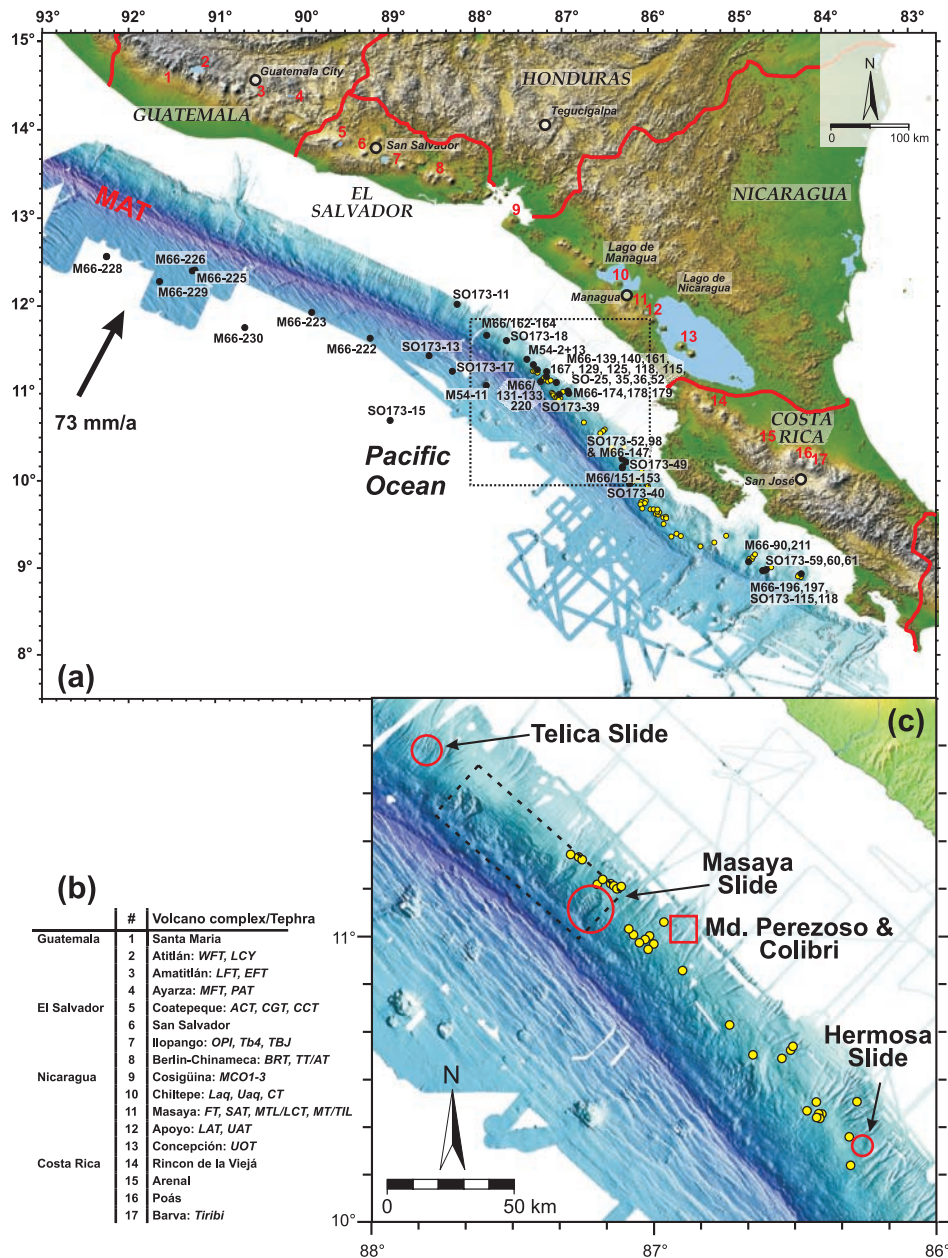 93 92° 91° 90° 89° 88° 87° 86° 85° 84° 83°
15°
14°
13°
12°
11°
10°
9°
8°
N
0 100 km
HONDURAS
Guatemala City
Tegucigalpa
GUATEMALA
San Salvador
NICARAGUA
EL
SALVADOR
1
2
3
4
5
6
7
8
9
10
11
12
13
14
15
16
17
MAT
Lago de
Managua
Lago de
Nicaragua
Managua
COSTA
RICA
San José
M66-228
M66-226
M66-225
M66-229
M66-230
M66-223
M66-222
SO173-11
M66/162-164
SO173-18
SO173-13
M54-2+13
M66-139,140,161,
167, 129, 125, 118, 115,
SO-25, 35,36,52
SO173-17
M54-11
M66/
131-133,
220
M66-174,178,179
SO173-39
SO173-15
SO173-52,98
& M66-147,
SO173-49
M66/151-153
SO173-40
M66-90,211
SO173-59,60,61
M66-196,197,
SO173-115,118
73 mm/a
Pacific
Ocean
(a)
(b)
# Volcano complex/Tephra
Guatemala 1 Santa Maria
2 Atitlán: WFT, LCY
3 Amatitlán: LFT, EFT
4 Ayarza: MFT, PAT
El Salvador 5 Coatepeque: ACT, CGT, CCT
6 San Salvador
7 Ilopango: OPI, Tb4, TBJ
8 Berlin-Chinameca: BRT, TT/AT
Nicaragua 9 Cosigüina: MCO1-3
10 Chiltepe: Laq, Uaq, CT
11 Masaya: FT, SAT, MTL/LCT, MT/TIL
12 Apoyo: LAT, UAT
13 Concepción: UOT
Costa Rica 14 Rincon de la Viejá
15 Arenal
16 Poás
17 Barva: Tiribi
(c)
Telica Slide
Masaya
Slide
Md. Perezoso &
Colibri
Hermosa
Slide
N
0 50 km
11°
10°
88° 87° 86°